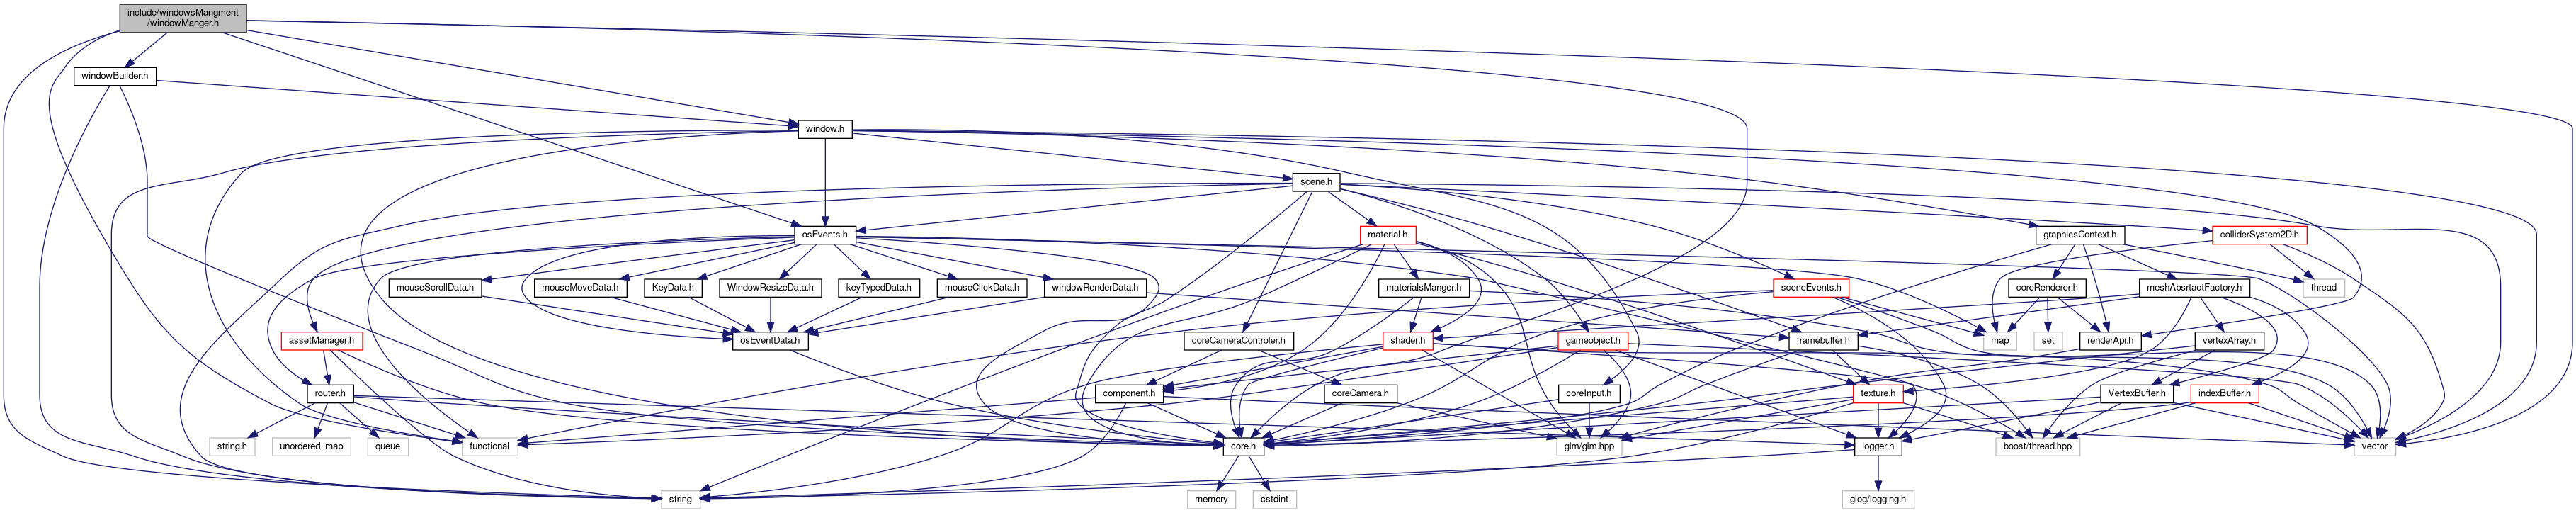 include/windowsMangment
/windowManger.h
windowBuilder.h
window.h
scene.h
osEvents.h
material.h
graphicsContext.h
colliderSystem2D.h
mouseScrollData.h
mouseMoveData.h
KeyData.h
WindowResizeData.h
keyTypedData.h
mouseClickData.h
windowRenderData.h
materialsManger.h
sceneEvents.h
coreRenderer.h
meshAbsrtactFactory.h
thread
assetManager.h
osEventData.h
coreCameraControler.h
shader.h
gameobject.h
framebuffer.h
map
set
renderApi.h
vertexArray.h
router.h
component.h
coreCamera.h
coreInput.h
texture.h
VertexBuffer.h
indexBuffer.h
string.h
unordered_map
queue
functional
core.h
glm/glm.hpp
logger.h
boost/thread.hpp
vector
string
memory
cstdint
glog/logging.h